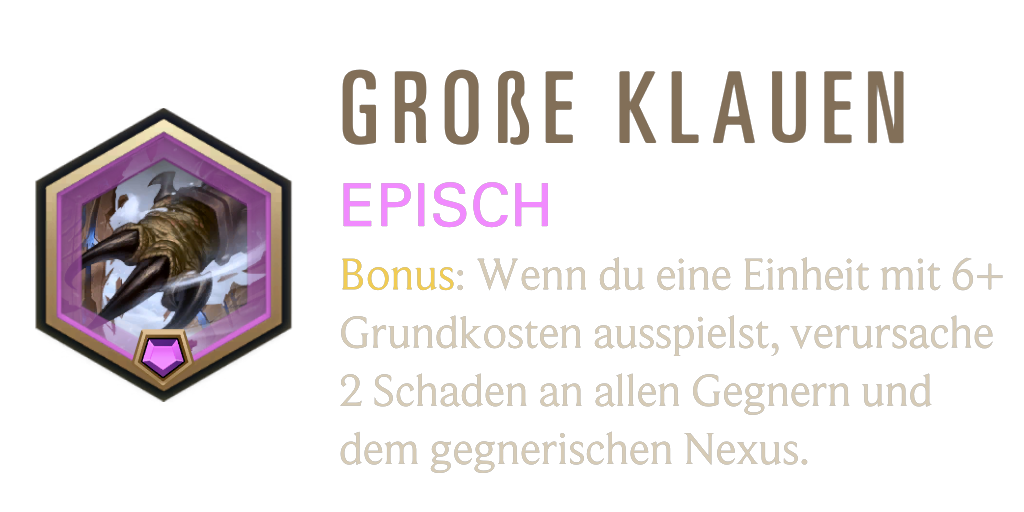 GROßE KLAUEN
EPISCH
Bonus: Wenn du eine Einheit mit 6+
Grundkosten ausspielst, verursache
2 Schaden an allen Gegnern und
dem gegnerischen Nexus.